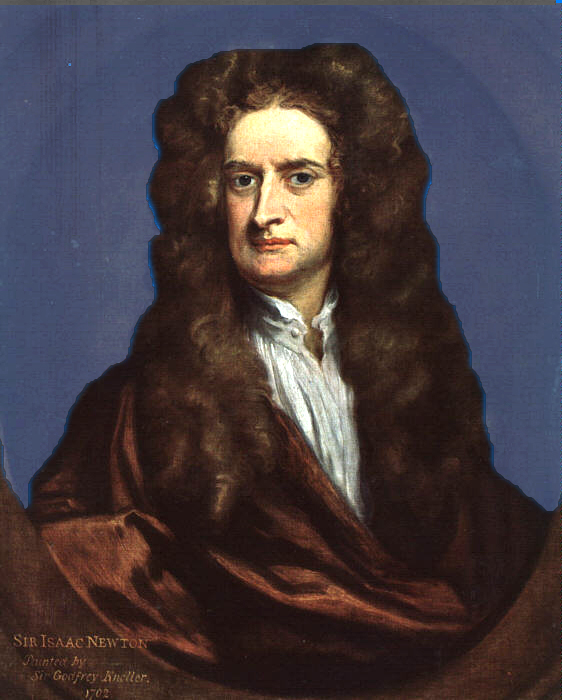 SIR ISAAC NEWTON
Painted by
Sir Godfrey Kneller.
1702